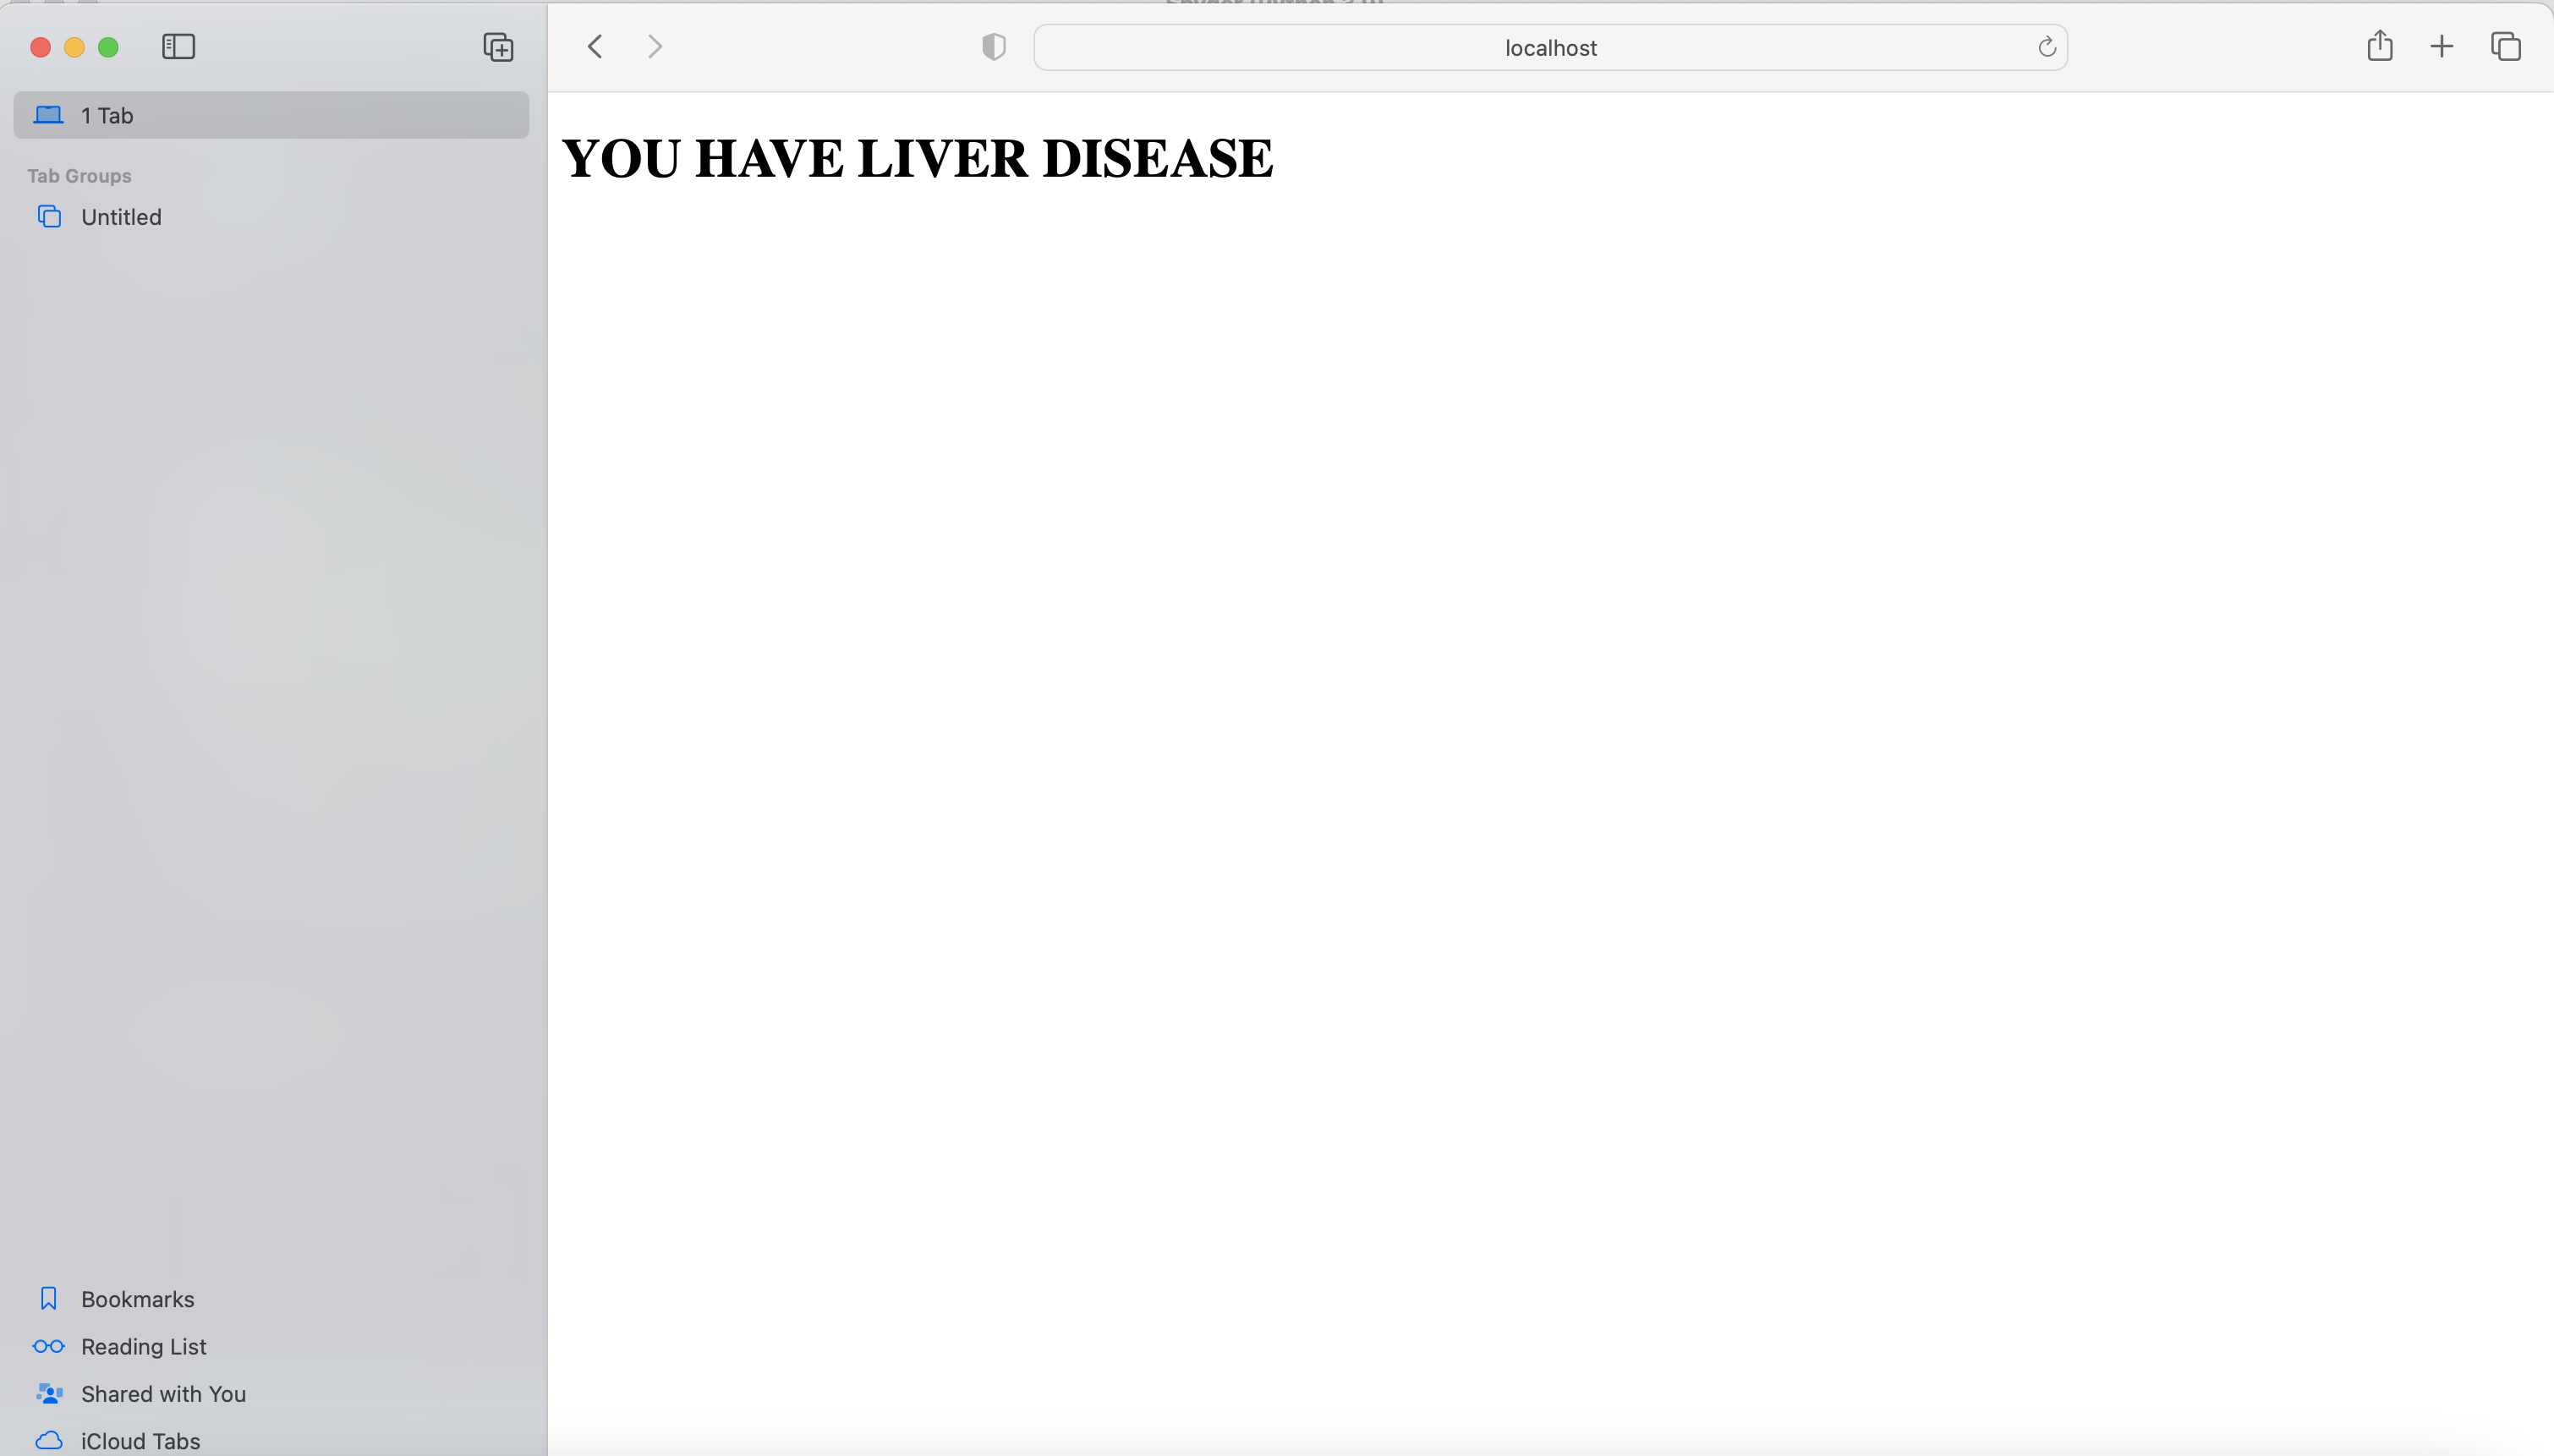 localhost
1 Tab
Tab Groups
Untitled
YOU HAVE LIVER DISEASE
Bookmarks
Reading List
Shared with You
iCloud Tabs